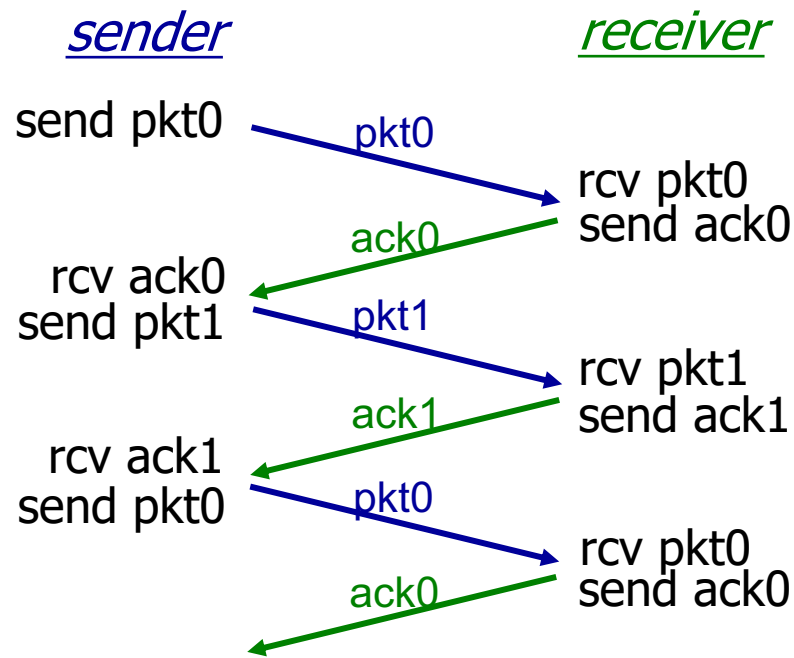 sender
receiver
send pkt0
pkt0
rcv pkt0
send ack0
ack0
rcv ack0
send pkt1
pkt1
rcv pkt1
send ack1
ack1
rcv ack1
send pkt0
pkt0
rcv pkt0
send ack0
ack0